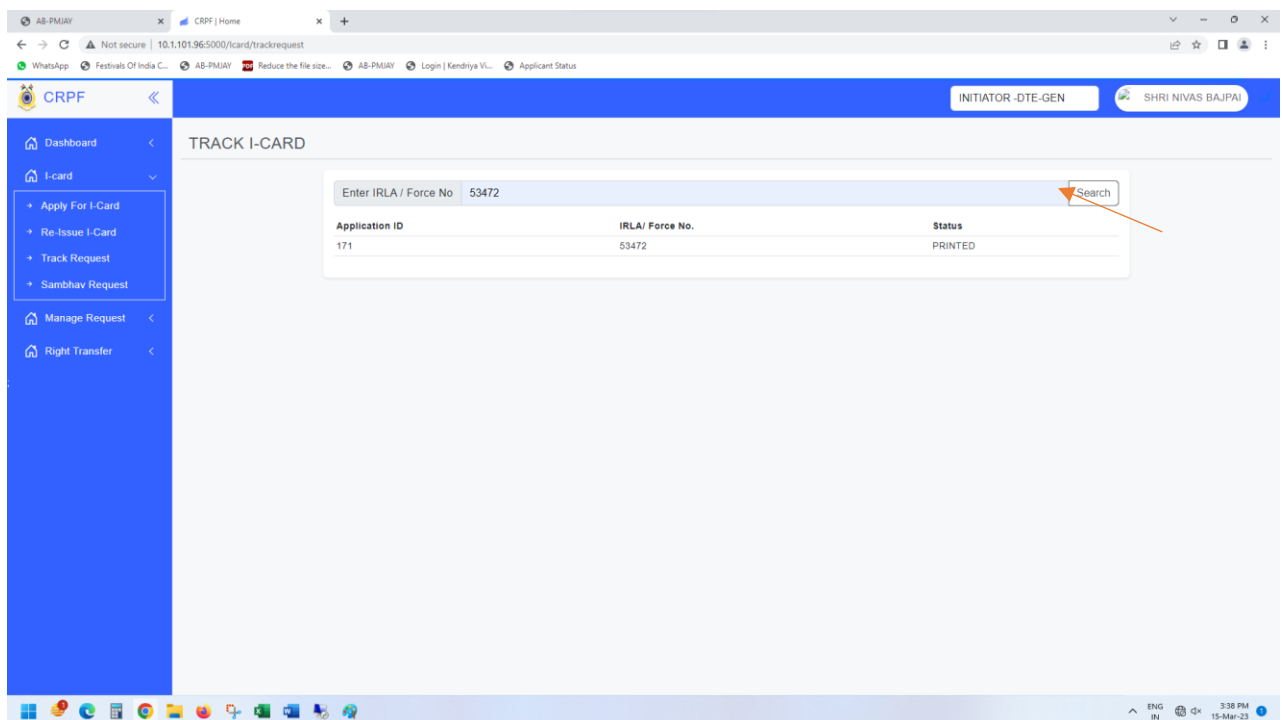 AB-PMJAY
CRPF | Home
Not secure | 10.1.101.96:5000/Icard/trackrequest
WhatsApp Festivals Of India C... AB-PMJAY PDF Reduce the file size... AB-PMJAY Login | Kendriya Vi... Applicant Status
CRPF
INITIATOR -DTE-GEN
SHRI NIVAS BAJPAI
Dashboard
I-card
Apply For I-Card
Re-Issue I-Card
Track Request
Sambhav Request
Manage Request
Right Transfer
TRACK I-CARD
Enter IRLA / Force No 53472 Search
Application ID IRLA/ Force No. Status
171 53472 PRINTED
ENG
IN
3:38 PM
15-Mar-23
1